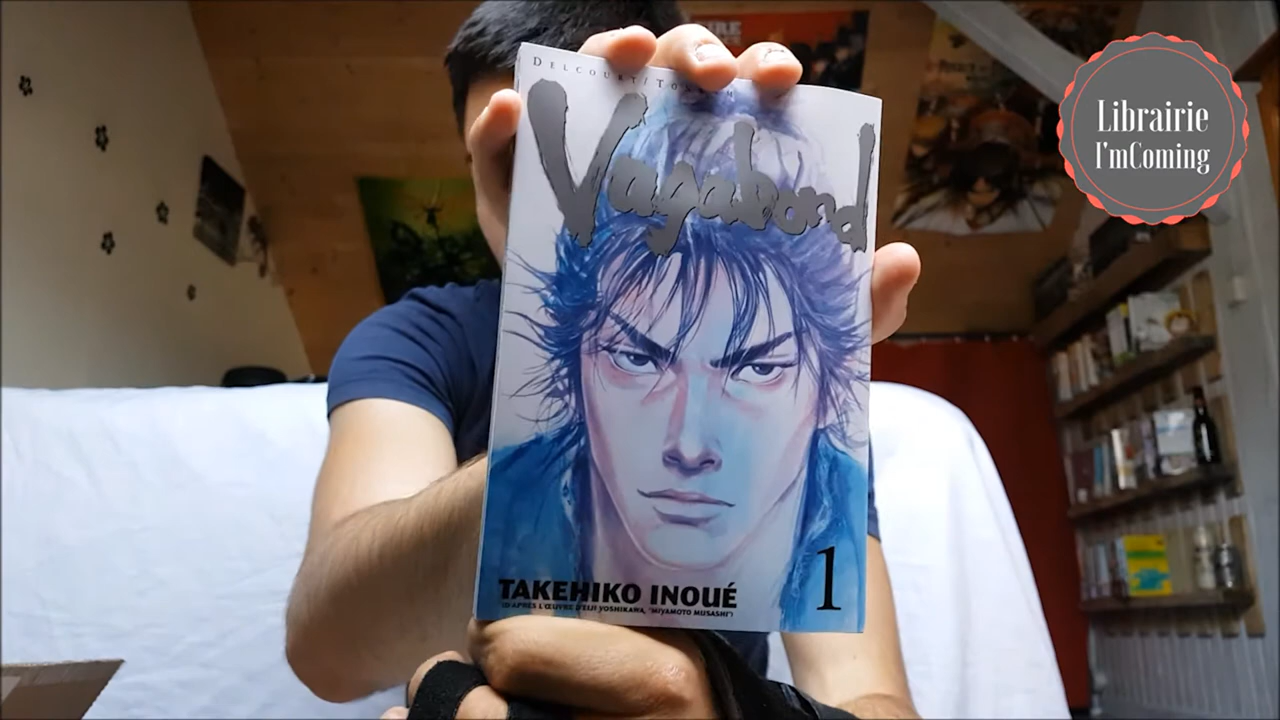 DELCOURT/TONKAM
Vagabond
TAKEHIKO INOUÉ
(D'APRÈS L'ŒUVRE D'EIJI YOSHIKAWA, "MIYAMOTO MUSASHI")
1
Librairie
I'mComing